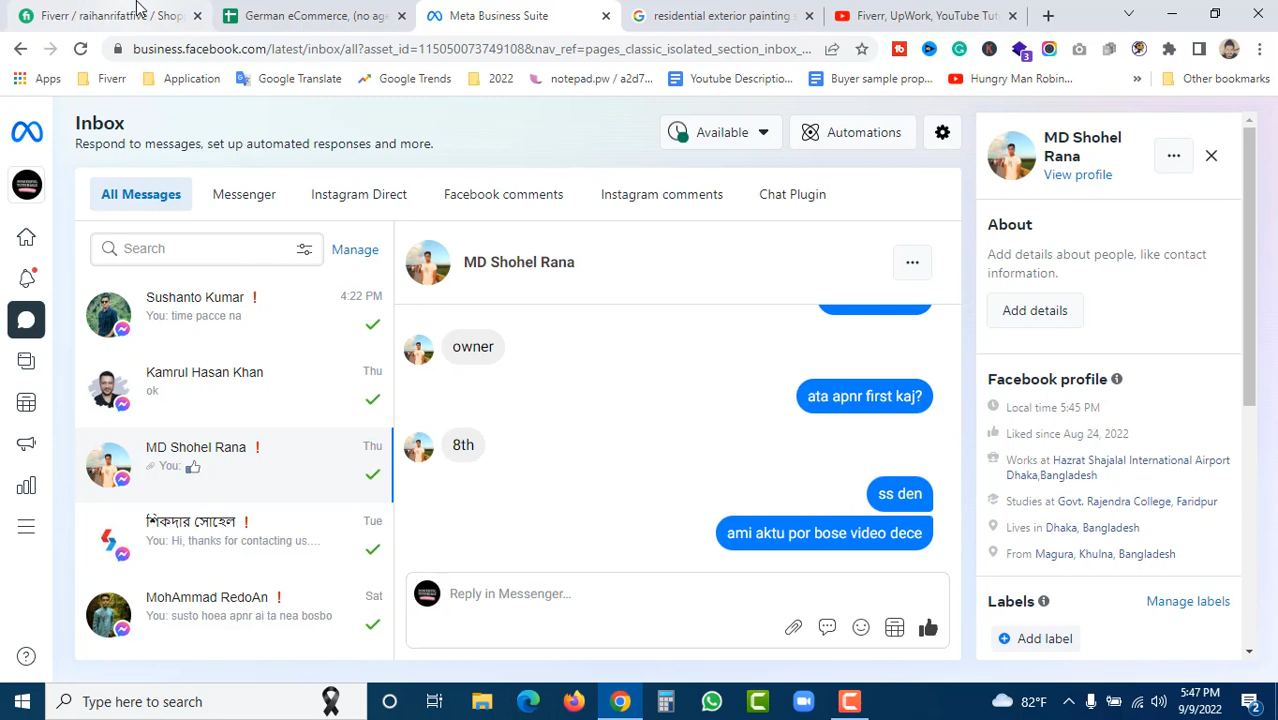 Fiverr / raihanrifatfive / Shopp
German eCommerce, (no age
Meta Business Suite
residential exterior painting s
Fiverr, UpWork, YouTube Tut
business.facebook.com/latest/inbox/all?asset_id=115050073749108&nav_ref=pages_classic_isolated_section_inbox_...
3
Apps
Fiverr
Application
Google Translate
Google Trends
2022
notepad.pw / a2d7...
Youtube Descriptio...
Buyer sample prop...
Hungry Man Robin...
»
Other bookmarks
Inbox
Respond to messages, set up automated responses and more.
Available
Automations
All Messages
Messenger
Instagram Direct
Facebook comments
Instagram comments
Chat Plugin
Search
Manage
Sushanto Kumar !
4:22 PM
You: time pacce na
Kamrul Hasan Khan
Thu
ok
MD Shohel Rana !
Thu
You: 👍
শিকদার সোহেল !
Tue
You: Hi, thanks for contacting us....
MohAmmad RedoAn !
Sat
You: susto hoea apnr ai ta nea bosbo
MD Shohel Rana
owner
ata apnr first kaj?
8th
ss den
ami aktu por bose video dece
Reply in Messenger...
MD Shohel
Rana
View profile
About
Add details about people, like contact
information.
Add details
Facebook profile
Local time 5:45 PM
Liked since Aug 24, 2022
Works at Hazrat Shajalal International Airport
Dhaka,Bangladesh
Studies at Govt. Rajendra College, Faridpur
Lives in Dhaka, Bangladesh
From Magura, Khulna, Bangladesh
Labels
Manage labels
Add label
Type here to search
82°F
5:47 PM
9/9/2022
2